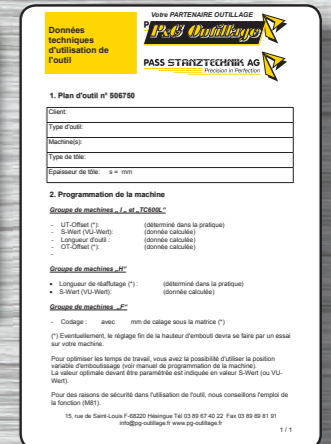 Données
techniques
d'utilisation de
l'outil
Votre PARTENAIRE OUTILLAGE
P&G Outillage
PASS STANZTECHNIK AG
Precision in Perfection
1. Plan d'outil n° 506750
Client:
Type d'outil:
Machine(s):
Type de tôle:
Epaisseur de tôle: s = mm
2. Programmation de la machine
Groupe de machines „ L „ et „TC600L"
- UT-Offset (*): (déterminé dans la pratique)
- S-Wert (VU-Wert): (donnée calculée)
- Longueur d'outil : (donnée calculée)
- OT-Offset (*): (donnée calculée)
-
Groupe de machines „H"
• Longueur de réaffutage (*) : (déterminé dans la pratique)
• S-Wert (VU-Wert): (donnée calculée)
Groupe de machines „F"
- Codage : avec mm de calage sous la matrice (*)
(*) Eventuellement, le réglage fin de la hauteur d'embouti devra se faire par un essai
sur votre machine.
Pour optimiser les temps de travail, vous avez la possibilité d'utiliser la position
variable d'emboutissage (voir manuel de programmation de la machine).
La valeur optimale devant être paramétrée est indiquée en valeur S-Wert (ou VU-
Wert).
Pour des raisons de sécurité dans l'utilisation de l'outil, nous conseillons l'emploi de
la fonction (M81).
15, rue de Saint-Louis F-68220 Hésingue Tél 03 89 67 40 22 Fax 03 89 69 81 91
info@pg-outillage.fr www.pg-outillage.fr
1 / 1